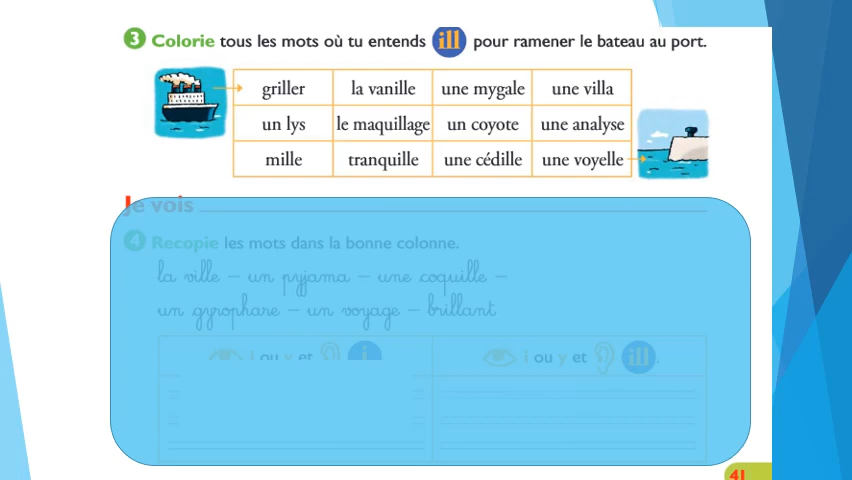 3 Colorie tous les mots où tu entends ill pour ramener le bateau au port.
griller la vanille une mygale une villa
un lys le maquillage un coyote une analyse
mille tranquille une cédille une voyelle
Je vois
4 Recopie les mots dans la bonne colonne.
la ville – un pyjama – une coquille –
un gyrophare – un voyage – brillant
i ou y et i i ou y et ill.
41